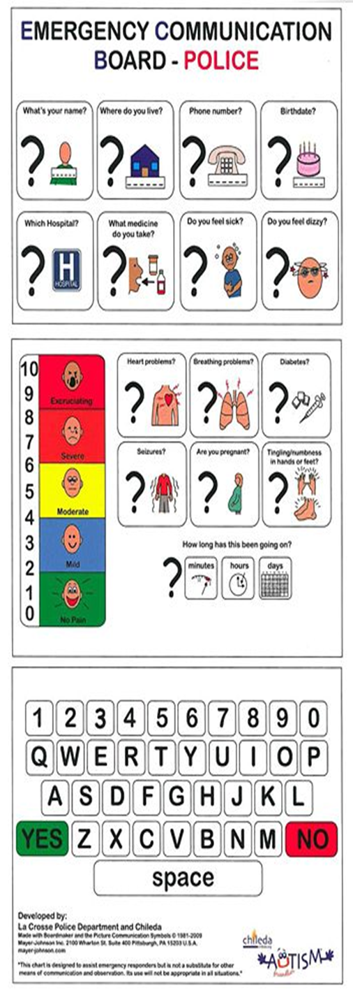 EMERGENCY COMMUNICATION
BOARD - POLICE
What's your name?
Where do you live?
Phone number?
Birthdate?
?
?
?
?
Which Hospital?
What medicine
do you take?
Do you feel sick?
Do you feel dizzy?
?
H
HOSPITAL
?
?
?
10
9
8
7
6
5
4
3
2
1
0
Excruciating
Severe
Moderate
Mild
No Pain
Heart problems?
Breathing problems?
Diabetes?
?
?
?
Seizures?
Are you pregnant?
Tingling/numbness
in hands or feet?
?
?
?
How long has this been going on?
?
minutes
hours
days
1 2 3 4 5 6 7 8 9 0
Q W E R T Y U I O P
A S D F G H J K L
YES Z X C V B N M NO
space
Developed by:
La Crosse Police Department and Chileda
Made with Boardmaker and the Picture Communication Symbols © 1981-2009
Mayer-Johnson Inc. 2100 Wharton St. Suite 400 Pittsburgh, PA 15203 U.S.A.
mayer-johnson.com
*This chart is designed to assist emergency responders but is not a substitute for other
means of communication and observation. Its use will not be appropriate in all situations.*
chileda
AUTISM